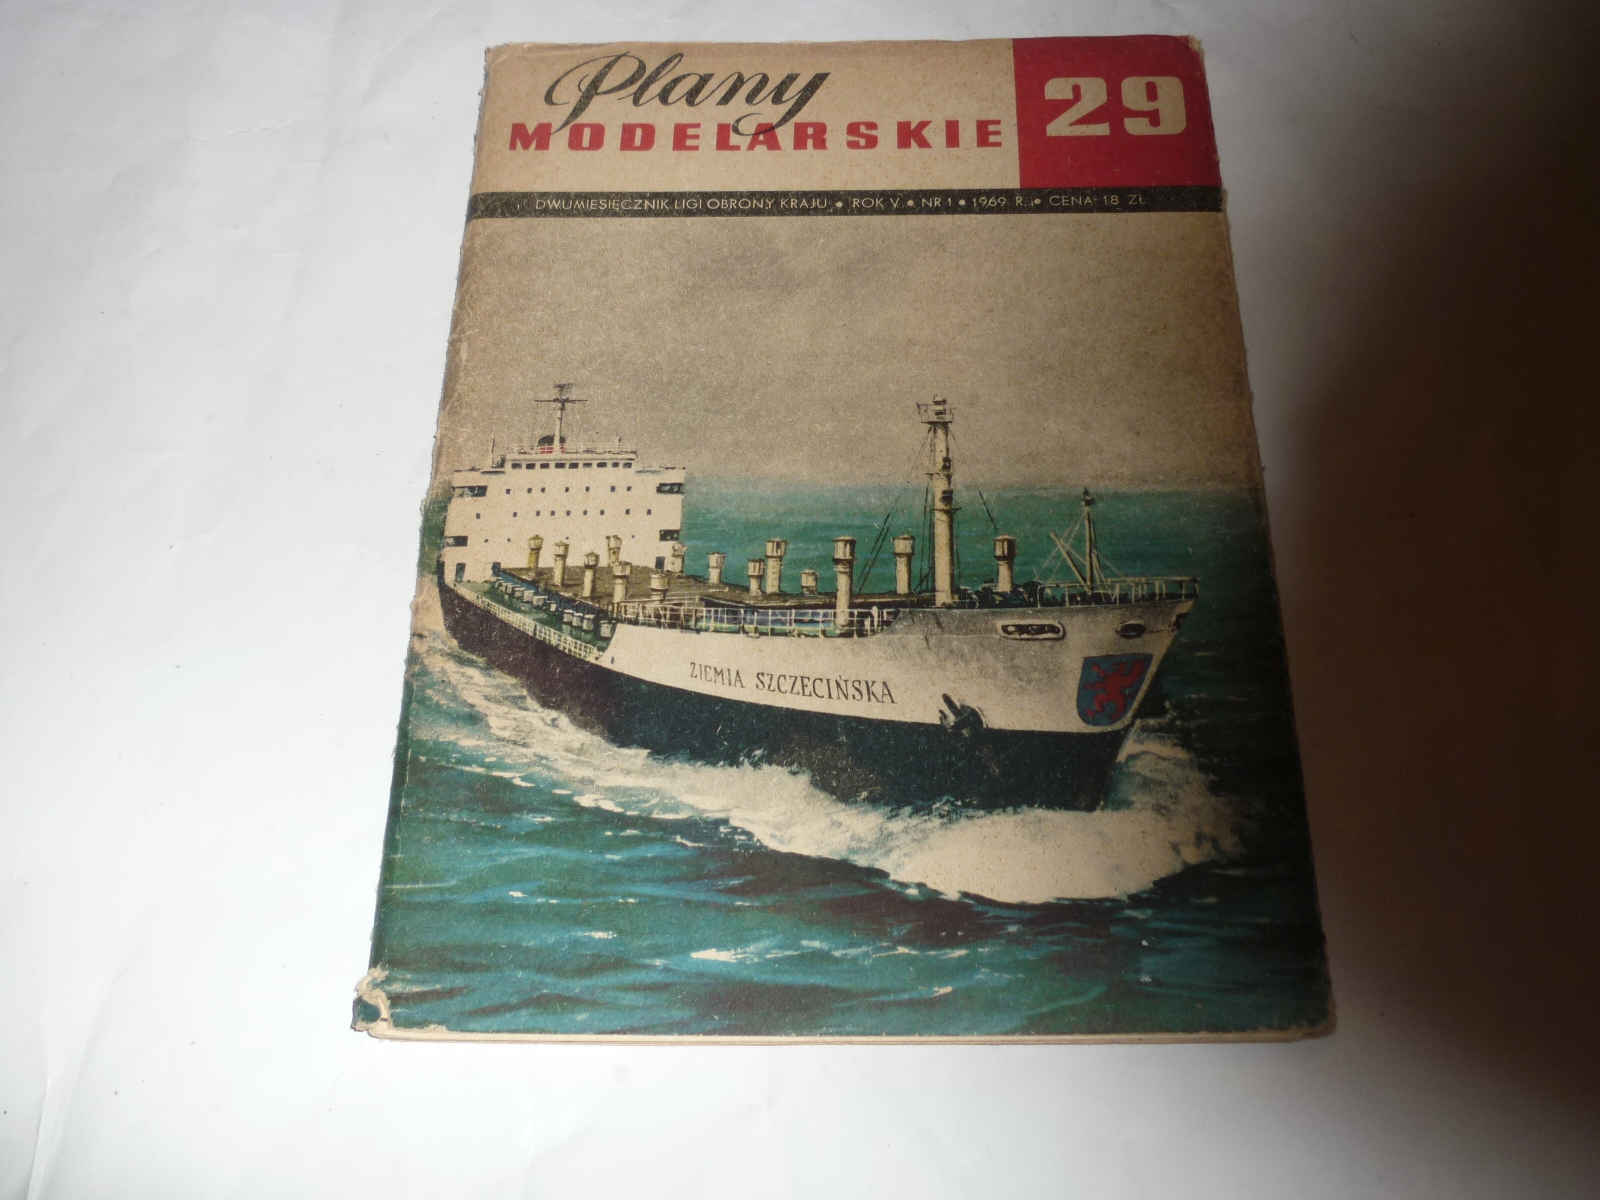 Plany
MODELARSKIE
29
DWUMIESIĘCZNIK LIGI OBRONY KRAJU • ROK V • NR 1 • 1969 R. • CENA 18 ZŁ
ZIEMIA SZCZECIŃSKA